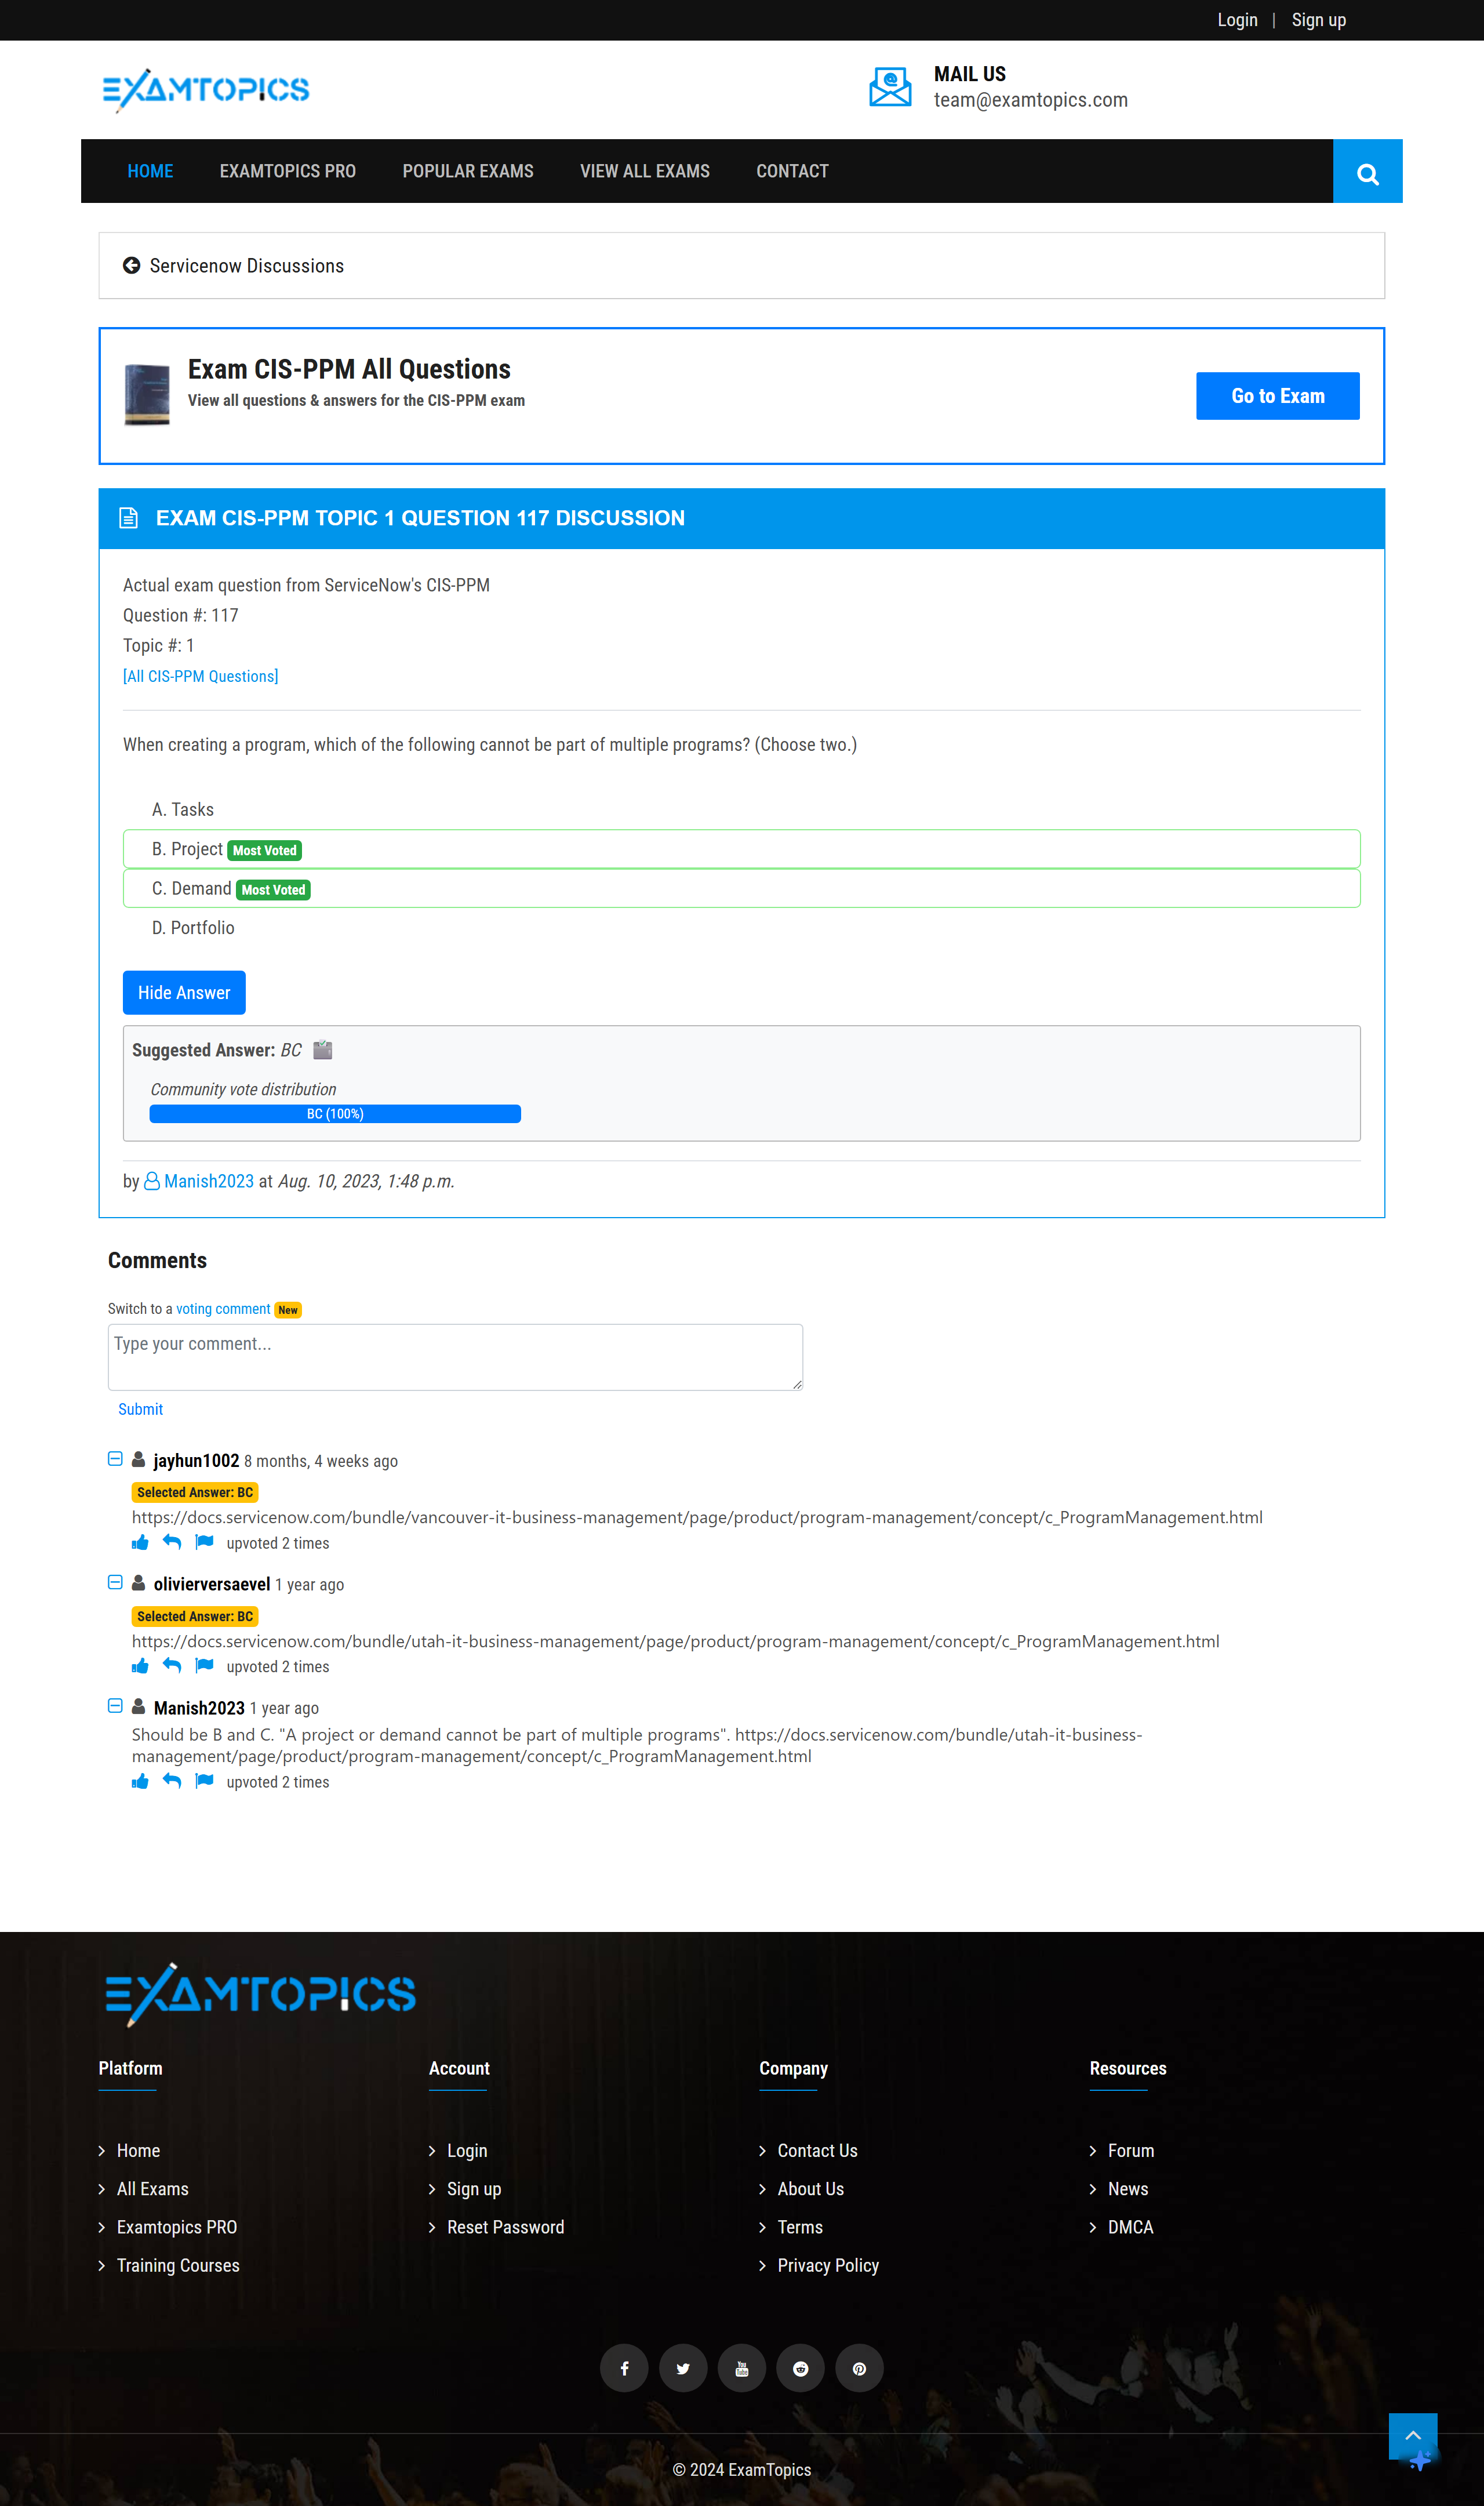 Login | Sign up
EXAMTOPICS
MAIL US
team@examtopics.com
HOME EXAMTOPICS PRO POPULAR EXAMS VIEW ALL EXAMS CONTACT
Servicenow Discussions
Exam CIS-PPM All Questions
View all questions & answers for the CIS-PPM exam
Go to Exam
EXAM CIS-PPM TOPIC 1 QUESTION 117 DISCUSSION
Actual exam question from ServiceNow's CIS-PPM
Question #: 117
Topic #: 1
[All CIS-PPM Questions]
When creating a program, which of the following cannot be part of multiple programs? (Choose two.)
A. Tasks
B. Project Most Voted
C. Demand Most Voted
D. Portfolio
Hide Answer
Suggested Answer: BC
Community vote distribution
BC (100%)
by Manish2023 at Aug. 10, 2023, 1:48 p.m.
Comments
Switch to a voting comment New
Type your comment...
Submit
jayhun1002 8 months, 4 weeks ago
Selected Answer: BC
https://docs.servicenow.com/bundle/vancouver-it-business-management/page/product/program-management/concept/c_ProgramManagement.html
upvoted 2 times
olivierversaevel 1 year ago
Selected Answer: BC
https://docs.servicenow.com/bundle/utah-it-business-management/page/product/program-management/concept/c_ProgramManagement.html
upvoted 2 times
Manish2023 1 year ago
Should be B and C. "A project or demand cannot be part of multiple programs". https://docs.servicenow.com/bundle/utah-it-business-
management/page/product/program-management/concept/c_ProgramManagement.html
upvoted 2 times
EXAMTOPICS
Platform
Home
All Exams
Examtopics PRO
Training Courses
Account
Login
Sign up
Reset Password
Company
Contact Us
About Us
Terms
Privacy Policy
Resources
Forum
News
DMCA
You Tube
© 2024 ExamTopics